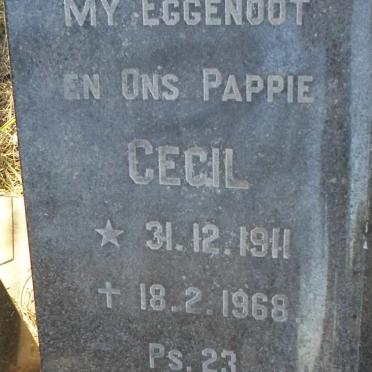 MY EGGENOOT
EN ONS PAPPIE
CECIL
★ 31.12.1911
† 18.2.1968
PS.23